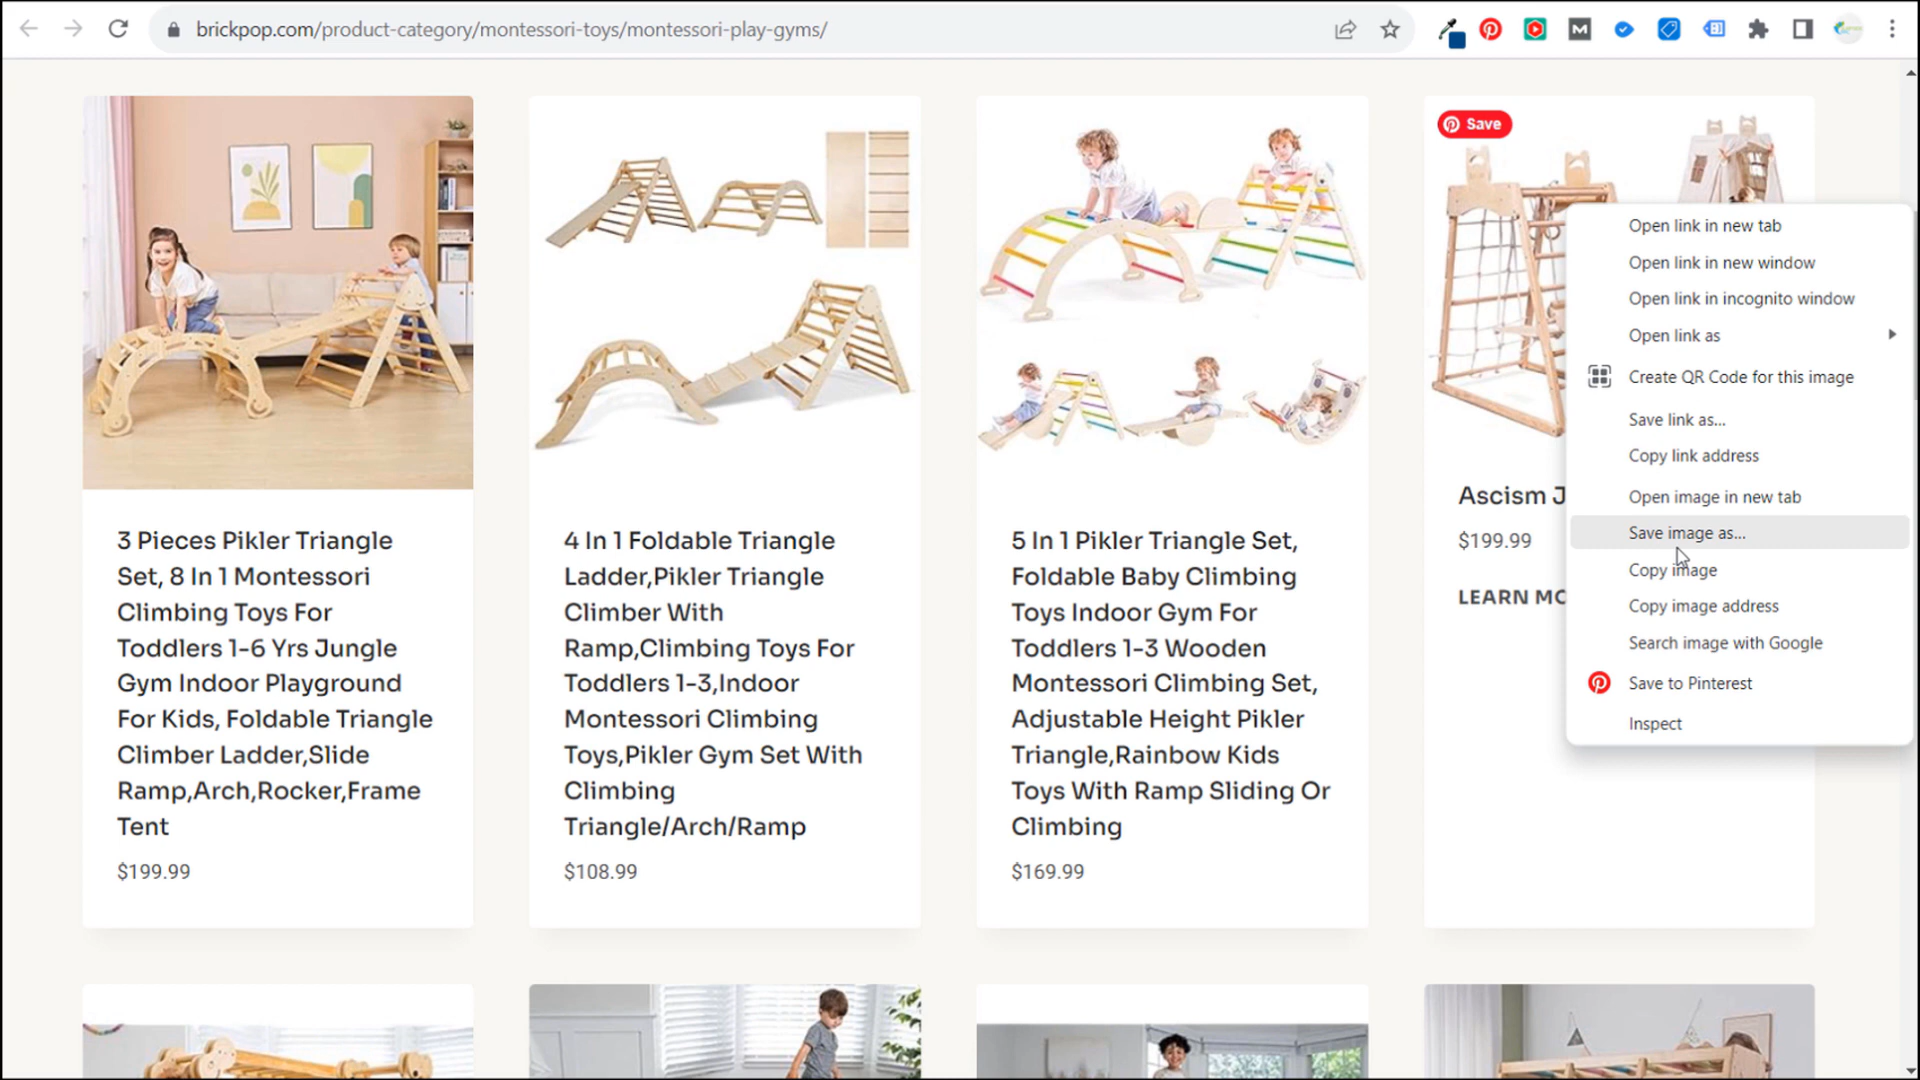 brickpop.com/product-category/montessori-toys/montessori-play-gyms/
Save
3 Pieces Pikler Triangle
Set, 8 In 1 Montessori
Climbing Toys For
Toddlers 1-6 Yrs Jungle
Gym Indoor Playground
For Kids, Foldable Triangle
Climber Ladder,Slide
Ramp,Arch,Rocker,Frame
Tent
$199.99
4 In 1 Foldable Triangle
Ladder,Pikler Triangle
Climber With
Ramp,Climbing Toys For
Toddlers 1-3,Indoor
Montessori Climbing
Toys,Pikler Gym Set With
Climbing
Triangle/Arch/Ramp
$108.99
5 In 1 Pikler Triangle Set,
Foldable Baby Climbing
Toys Indoor Gym For
Toddlers 1-3 Wooden
Montessori Climbing Set,
Adjustable Height Pikler
Triangle,Rainbow Kids
Toys With Ramp Sliding Or
Climbing
$169.99
Ascism J
$199.99
LEARN MO
Open link in new tab
Open link in new window
Open link in incognito window
Open link as
Create QR Code for this image
Save link as...
Copy link address
Open image in new tab
Save image as...
Copy image
Copy image address
Search image with Google
Save to Pinterest
Inspect